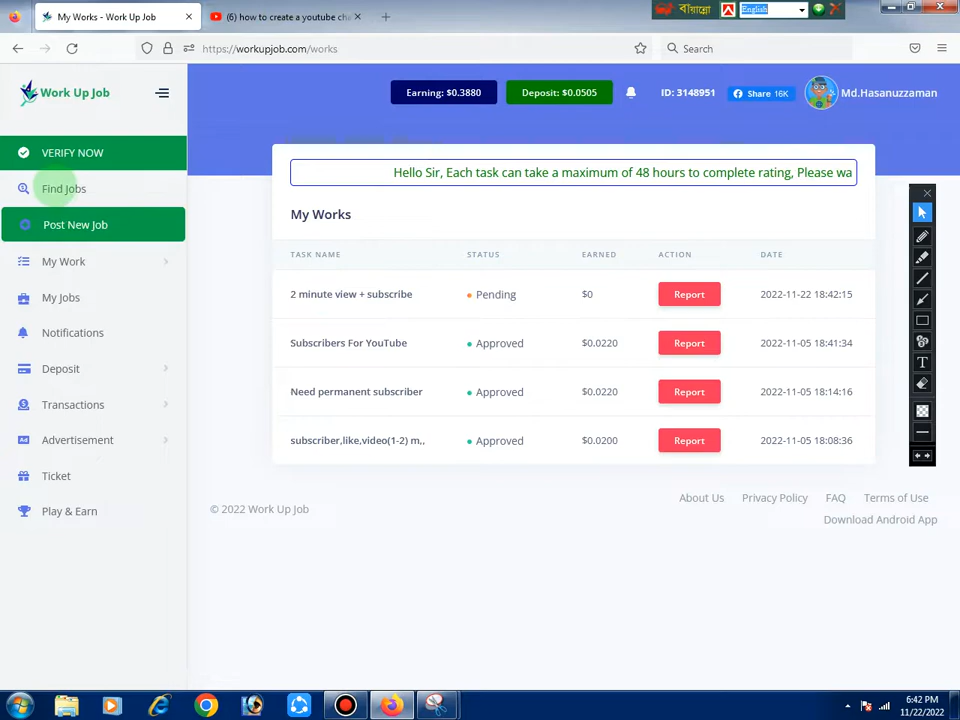 My Works - Work Up Job
(6) how to create a youtube cha
বাঁয়ান্নো
English
https://workupjob.com/works
Search
Work Up Job
Earning: $0.3880
Deposit: $0.0505
ID: 3148951
Share 16K
Md.Hasanuzzaman
VERIFY NOW
Find Jobs
Post New Job
My Work
My Jobs
Notifications
Deposit
Transactions
Ad Advertisement
Ticket
Play & Earn
Hello Sir, Each task can take a maximum of 48 hours to complete rating, Please wa
My Works
TASK NAME STATUS EARNED ACTION DATE
2 minute view + subscribe Pending $0 Report 2022-11-22 18:42:15
Subscribers For YouTube Approved $0.0220 Report 2022-11-05 18:41:34
Need permanent subscriber Approved $0.0220 Report 2022-11-05 18:14:16
subscriber,like,video(1-2) m,, Approved $0.0200 Report 2022-11-05 18:08:36
About Us Privacy Policy FAQ Terms of Use
© 2022 Work Up Job
Download Android App
T
6:42 PM
11/22/2022